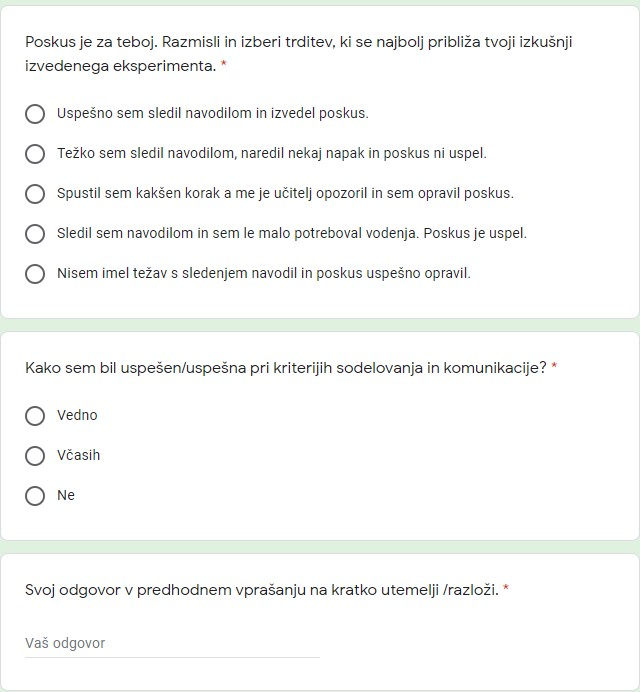 Poskus je za teboj. Razmisli in izberi trditev, ki se najbolj približa tvoji izkušnji
izvedenega eksperimenta. *
Uspešno sem sledil navodilom in izvedel poskus.
Težko sem sledil navodilom, naredil nekaj napak in poskus ni uspel.
Spustil sem kakšen korak a me je učitelj opozoril in sem opravil poskus.
Sledil sem navodilom in sem le malo potreboval vodenja. Poskus je uspel.
Nisem imel težav s sledenjem navodil in poskus uspešno opravil.
Kako sem bil uspešen/uspešna pri kriterijih sodelovanja in komunikacije? *
Vedno
Včasih
Ne
Svoj odgovor v predhodnem vprašanju na kratko utemelji /razloži. *
Vaš odgovor